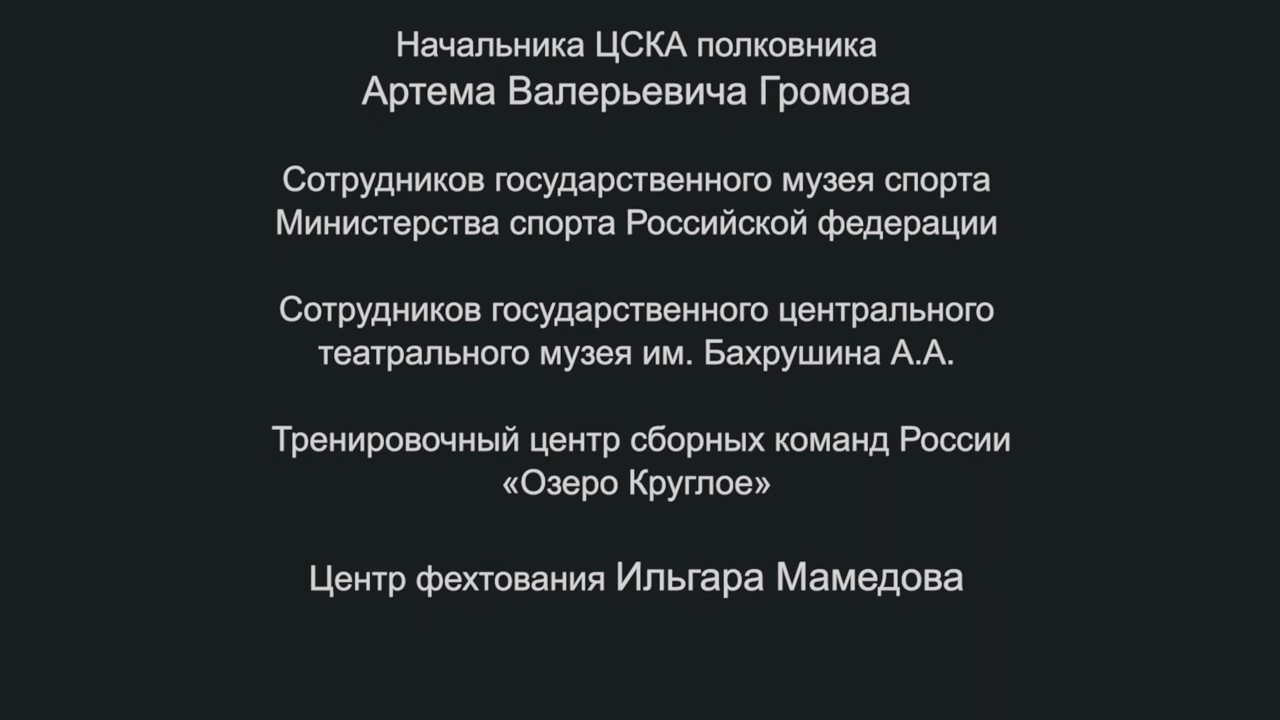 Начальника ЦСКА полковника
Артема Валерьевича Громова
Сотрудников государственного музея спорта
Министерства спорта Российской федерации
Сотрудников государственного центрального
театрального музея им. Бахрушина А.А.
Тренировочный центр сборных команд России
«Озеро Круглое»
Центр фехтования Ильгара Мамедова